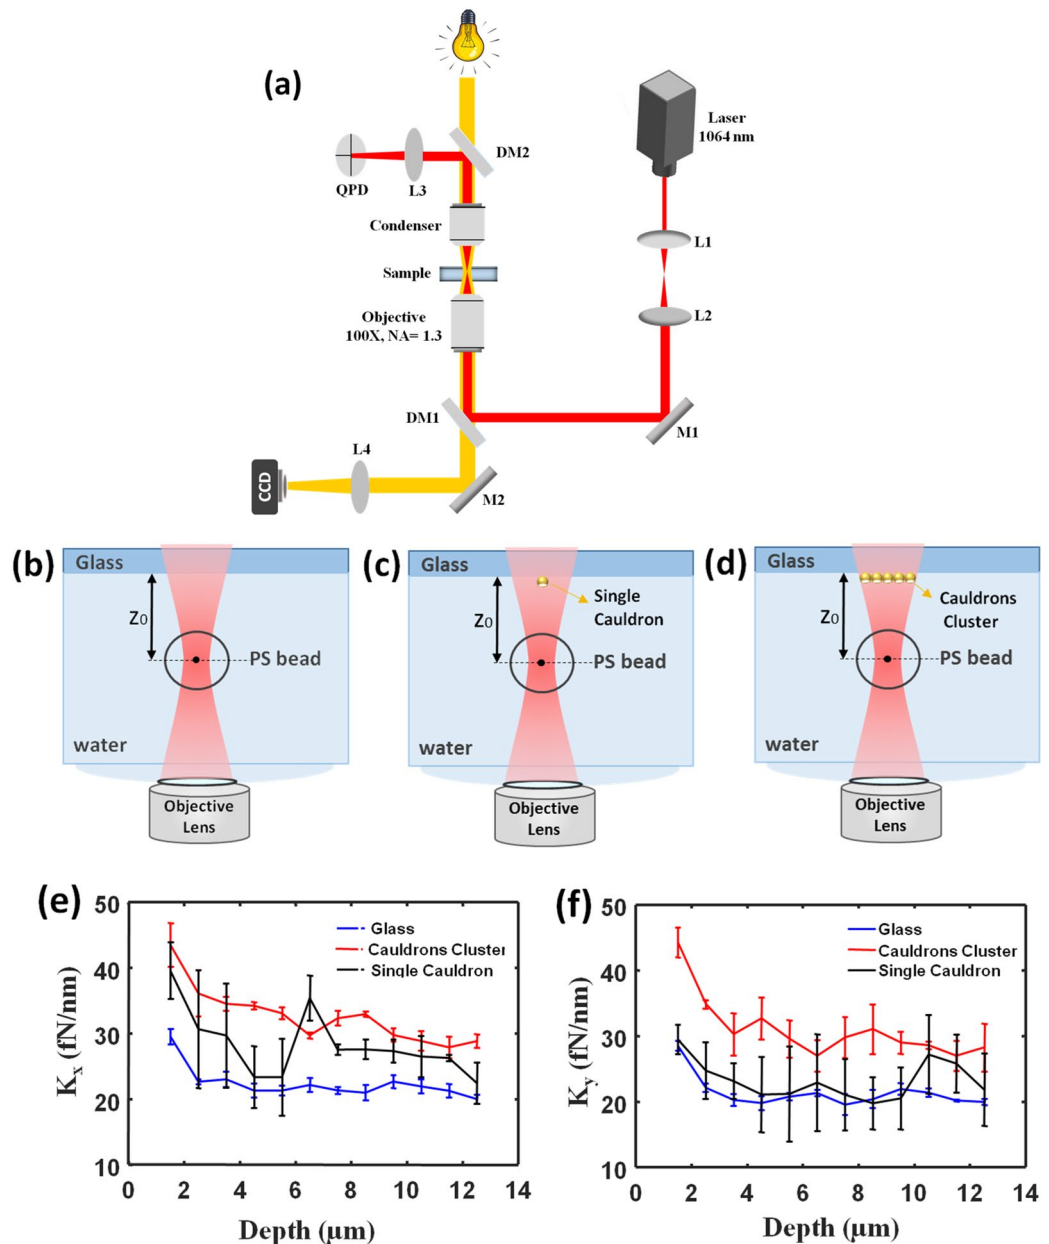 (a)
Laser
1064 nm
DM2
QPD
L3
Condenser
L1
Sample
L2
Objective
100X, NA= 1.3
DM1
M1
L4
CCD
M2
(b)
Glass
Z0
PS bead
water
Objective
Lens
(c)
Glass
Single
Cauldron
Z0
PS bead
water
Objective
Lens
(d)
Glass
Cauldrons
Cluster
Z0
PS bead
water
Objective
Lens
(e)
50
40
30
20
10
Kx (fN/nm)
Glass
Cauldrons Cluster
Single Cauldron
0
2
4
6
8
10
12
14
Depth (µm)
(f)
50
40
30
20
10
Ky (fN/nm)
Glass
Cauldrons Cluster
Single Cauldron
0
2
4
6
8
10
12
14
Depth (µm)